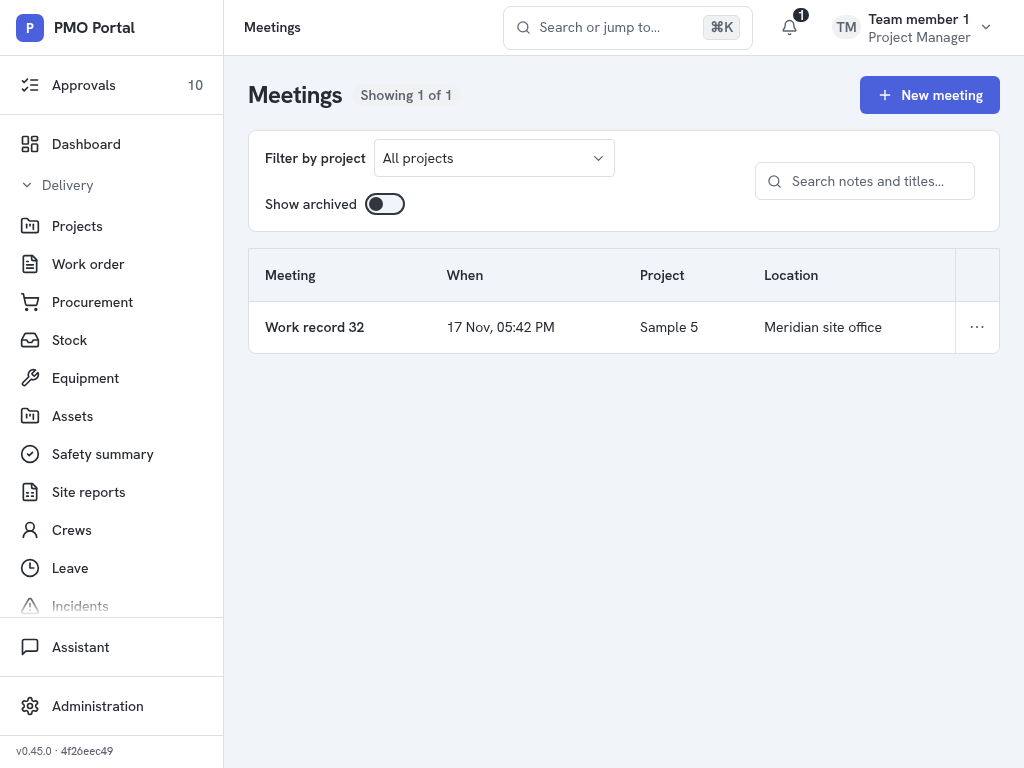 P PMO Portal
Meetings
Search or jump to...
⌘K
1
TM
Team member 1
Project Manager
Approvals 10
Dashboard
Delivery
Projects
Work order
Procurement
Stock
Equipment
Assets
Safety summary
Site reports
Crews
Leave
Incidents
Assistant
Administration
v0.45.0 · 4f26eec49
Meetings Showing 1 of 1
New meeting
Filter by project All projects
Show archived
Search notes and titles...
Meeting When Project Location
Work record 32 17 Nov, 05:42 PM Sample 5 Meridian site office